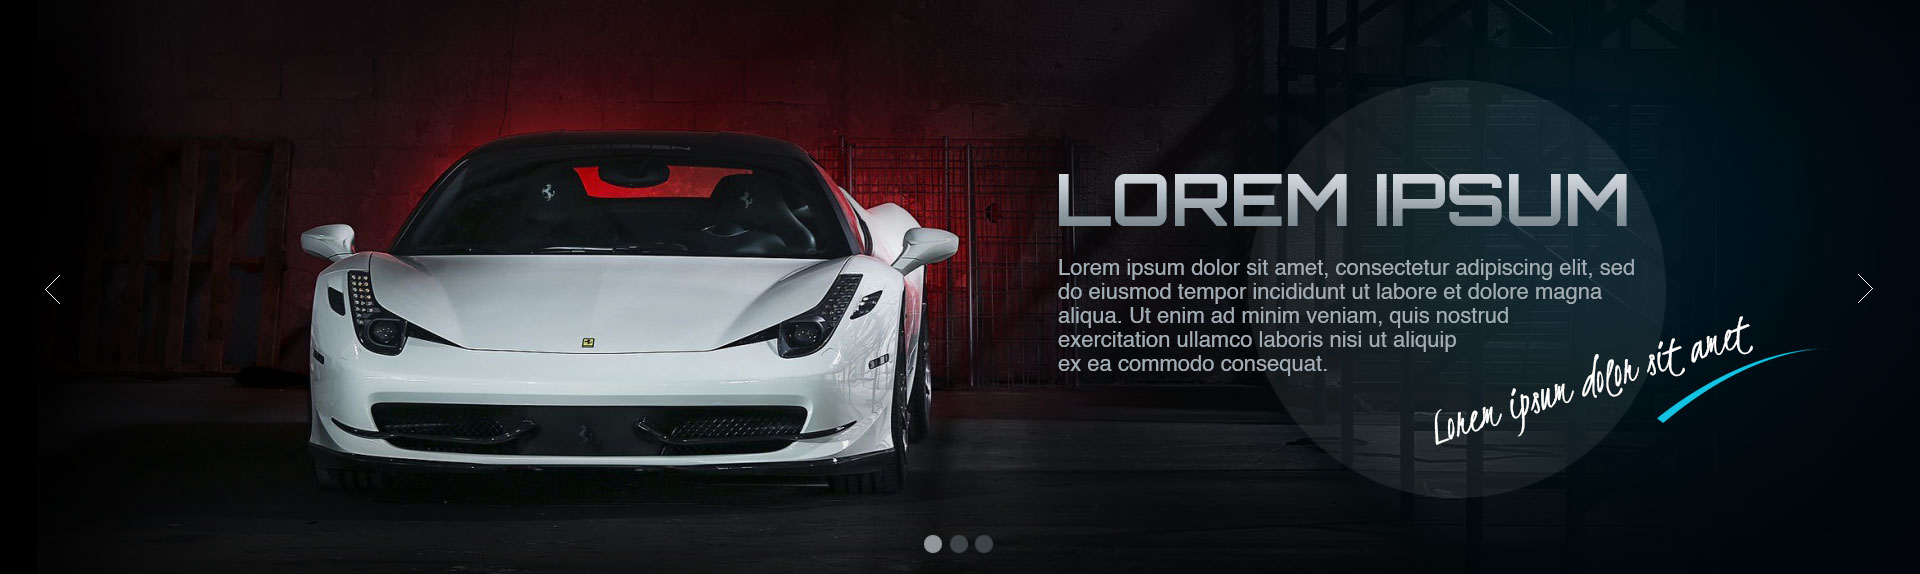 LOREM IPSUM
Lorem ipsum dolor sit amet, consectetur adipiscing elit, sed
do eiusmod tempor incididunt ut labore et dolore magna
aliqua. Ut enim ad minim veniam, quis nostrud
exercitation ullamco laboris nisi ut aliquip
ex ea commodo consequat.
Lorem ipsum dolor sit amet